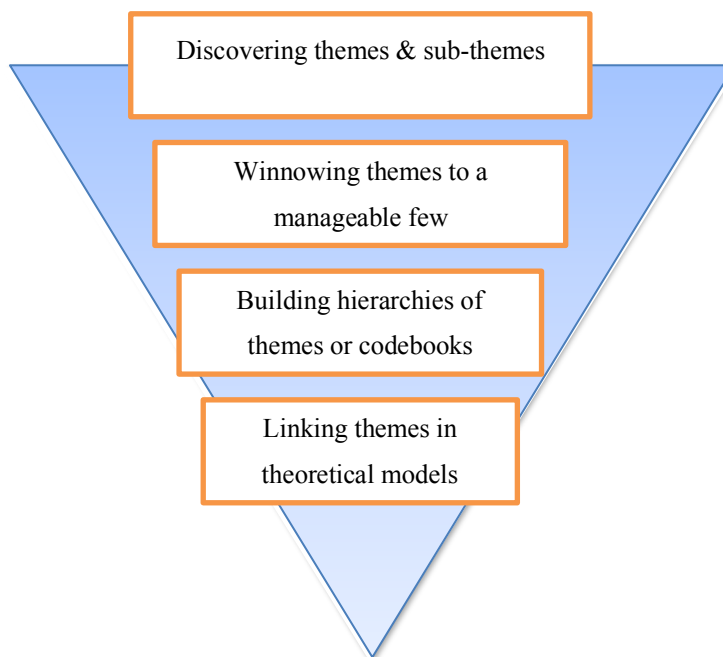 Discovering themes & sub-themes
Winnowing themes to a
manageable few
Building hierarchies of
themes or codebooks
Linking themes in
theoretical models